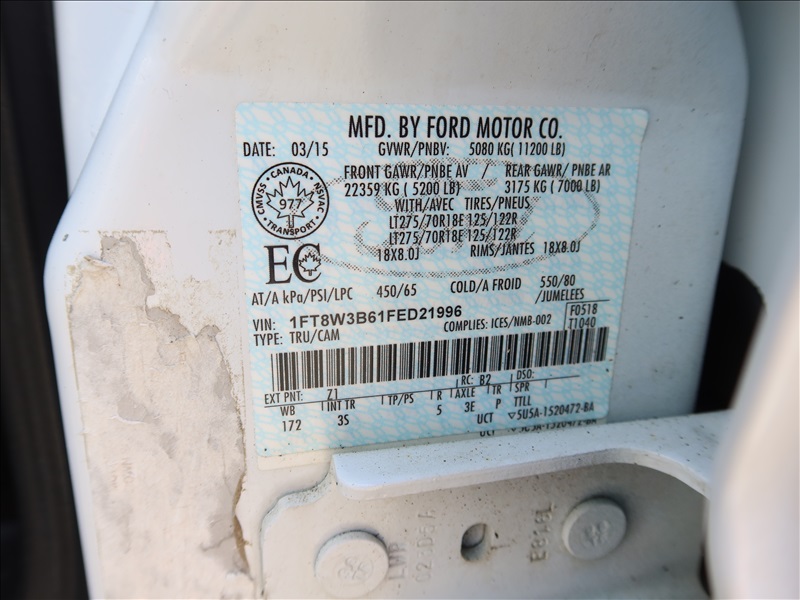 MFD. BY FORD MOTOR CO.
DATE: 03/15 GVWR/PNBV: 5080 KG( 11200 LB)
FRONT GAWR/PNBE AV / REAR GAWR/ PNBE AR
22359 KG ( 5200 LB) 3175 KG ( 7000 LB)
WITH/AVEC TIRES/PNEUS
LT275/70R18E 125/122R
LT275/70R18E 125/122R
18X8.0J RIMS/JANTES 18X8.0J
CMVSS • CANADA • NSVAC • TRANSPORT •
977
EC
AT/A kPa/PSI/LPC 450/65 COLD/A FROID 550/80
/JUMELEES
VIN: 1FT8W3B61FED21996 F0518
TYPE: TRU/CAM COMPLIES: ICES/NMB-002 T1040
EXT PNT: Z1 RC: B2 DSO:
WB INT TR TP/PS R AXLE TR SPR
172 3S 5 3E P TTLL
UCT ▽5U5A-1520472-BA
UCT ▽5U5A-1520472-BA